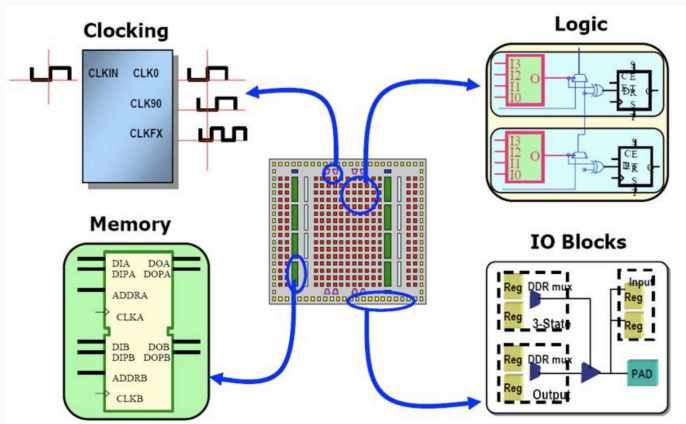 Clocking
CLKIN CLK0
CLK90
CLKFX
Logic
I3
I2
I1
I0
O
S
CE
D
Q
R
S
T
I3
I2
I1
I0
O
S
CE
Q
R
S
T
Memory
DIA DOA
DIPA DOPA
ADDRA
CLKA
DIB DOB
DIPB DOPB
ADDRB
CLKB
IO Blocks
Reg DDR mux
Reg
3-State
Input
Reg
Reg
Reg DDR mux
Reg
Output
PAD